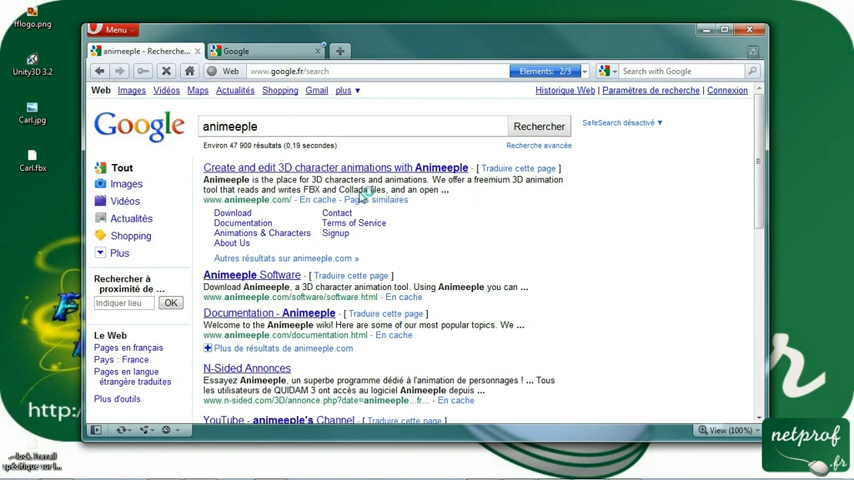 fflogo.png
Unity3D 3.2
Carl.jpg
Carl.fbx
Menu
animeeple - Recherche...
Google
Web
www.google.fr/search
Elements: 2/3
Search with Google
Web Images Vidéos Maps Actualités Shopping Gmail plus
Historique Web | Paramètres de recherche | Connexion
Google
animeeple
Rechercher
SafeSearch désactivé
Environ 47 900 résultats (0,19 secondes)
Recherche avancée
Tout
Images
Vidéos
Actualités
Shopping
Plus
Rechercher à
proximité de ...
Indiquer lieu
OK
Le Web
Pages en français
Pays : France
Pages en langue
étrangère traduites
Plus d'outils
Create and edit 3D character animations with Animeeple - [ Traduire cette page ]
Animeeple is the place for 3D characters and animations. We offer a freemium 3D animation
tool that reads and writes FBX and Collada files, and an open ...
www.animeeple.com/ - En cache - Pages similaires
Download Contact
Documentation Terms of Service
Animations & Characters Signup
About Us
Autres résultats sur animeeple.com »
Animeeple Software - [ Traduire cette page ]
Download Animeeple, a 3D character animation tool. Using Animeeple you can ...
www.animeeple.com/software/software.html - En cache
Documentation - Animeeple - [ Traduire cette page ]
Welcome to the Animeeple wiki! Here are some of our most popular topics. We ...
www.animeeple.com/documentation.html - En cache
Plus de résultats de animeeple.com
N-Sided Annonces
Essayez Animeeple, un superbe programme dédié à l'animation de personnages ! ... Tous
les utilisateurs de QUIDAM 3 ont accès au logiciel Animeeple depuis ...
www.n-sided.com/3D/annonce.php?date=animeeple...fr... - En cache
YouTube - animeeple's Channel - [ Traduire cette page ]
View (100%)
http:/
netprof
.fr